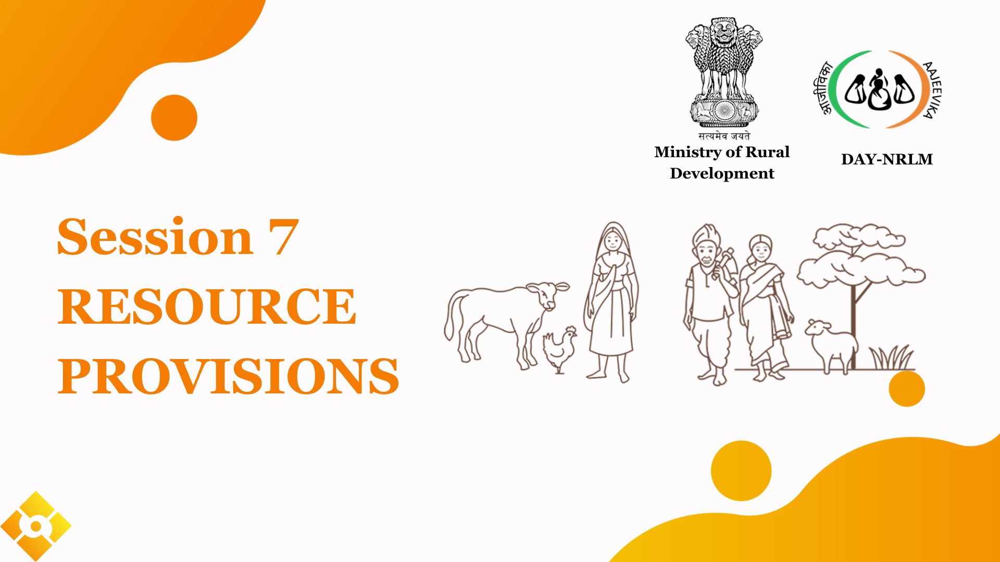 सत्यमेव जयते
Ministry of Rural
Development
आजीविका
AAJEEVIKA
DAY-NRLM
Session 7
RESOURCE
PROVISIONS